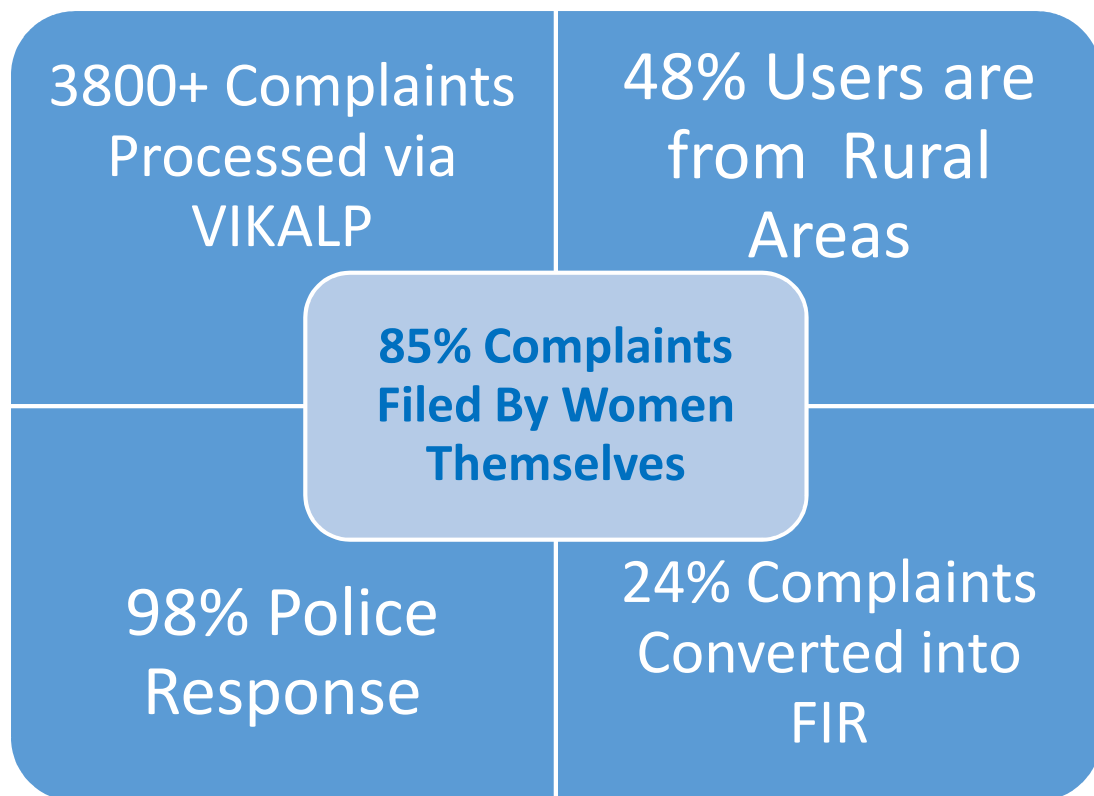 3800+ Complaints
Processed via
VIKALP
48% Users are
from Rural
Areas
85% Complaints
Filed By Women
Themselves
98% Police
Response
24% Complaints
Converted into
FIR